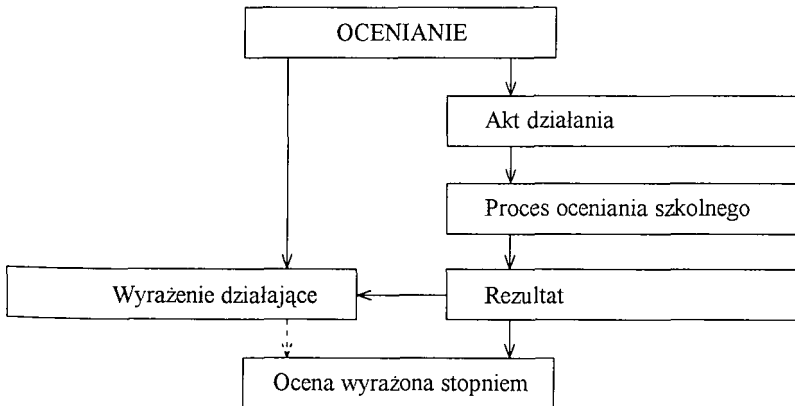 OCENIANIE
Akt działania
Proces oceniania szkolnego
Wyrażenie działające
Rezultat
Ocena wyrażona stopniem